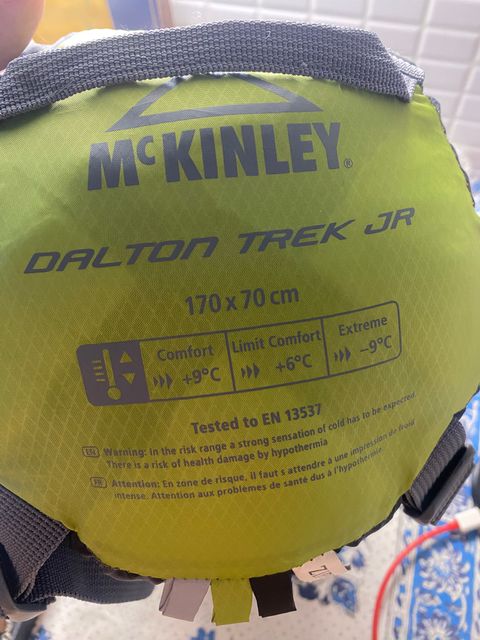 McKINLEY®
DALTON TREK JR
170 x 70 cm
Comfort
+9°C
Limit Comfort
+6°C
Extreme
-9°C
Tested to EN 13537
EN Warning: In the risk range a strong sensation of cold has to be expected.
There is a risk of health damage by hypothermia
FR Attention: En zone de risque, il faut s attendre à une impression de froid
intense. Attention aux problèmes de santé dus à l'hypothermie.